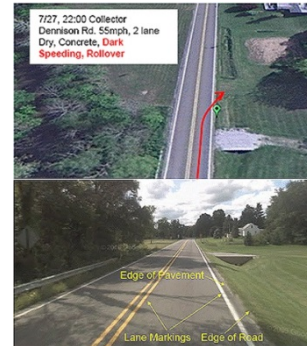 7/27, 22:00 Collector
Dennison Rd. 55mph, 2 lane
Dry, Concrete, Dark
Speeding, Rollover
Edge of Pavement
Lane Markings Edge of Road